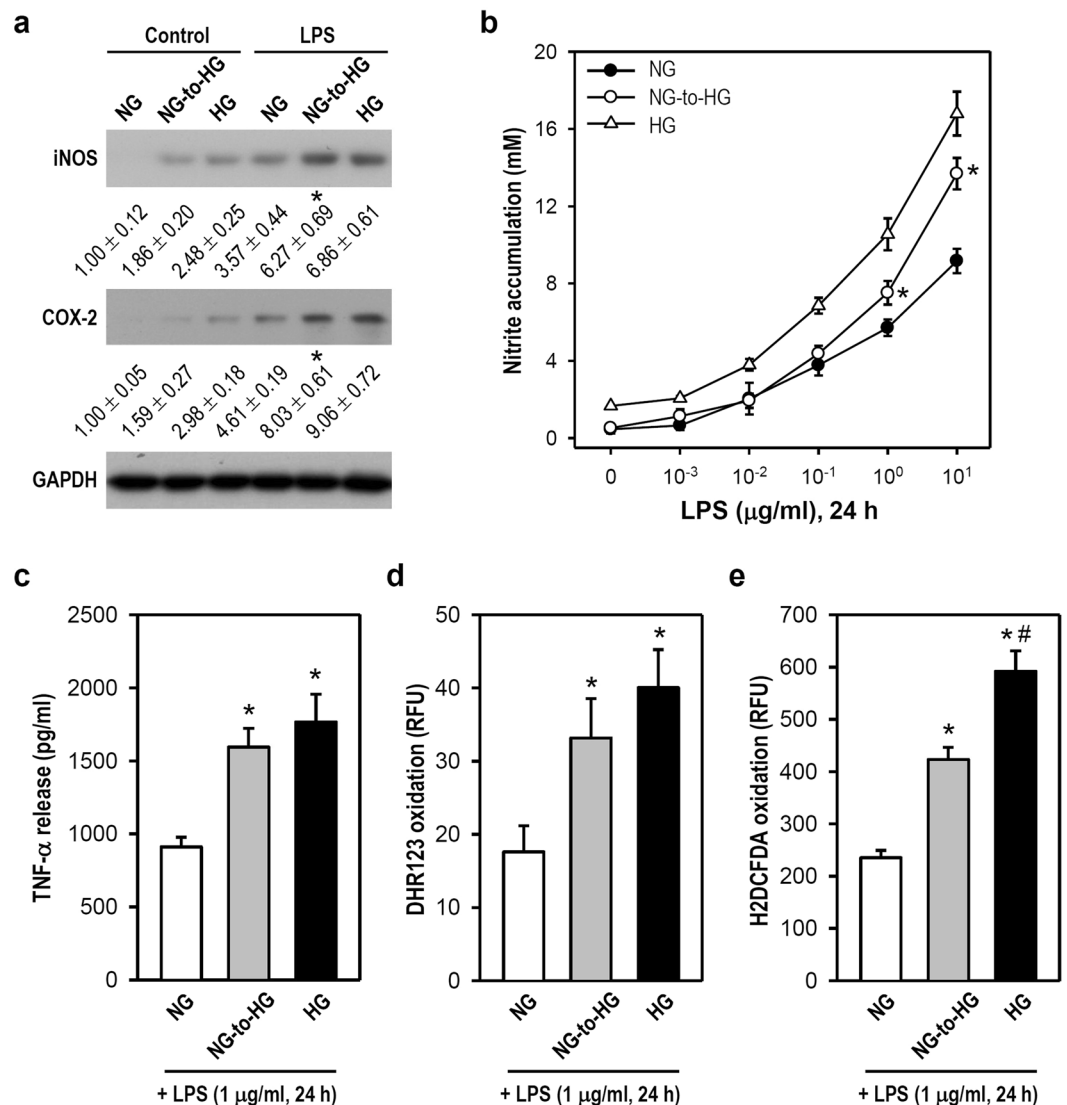 a
Control LPS
NG NG-to-HG HG NG NG-to-HG HG
iNOS
*
1.00 ± 0.12 1.86 ± 0.20 2.48 ± 0.25 3.57 ± 0.44 6.27 ± 0.69 6.86 ± 0.61
COX-2
*
1.00 ± 0.05 1.59 ± 0.27 2.98 ± 0.18 4.61 ± 0.19 8.03 ± 0.61 9.06 ± 0.72
GAPDH
b
Nitrite accumulation (mM)
20
16
12
8
4
0
NG
NG-to-HG
HG
*
*
0 10⁻³ 10⁻² 10⁻¹ 10⁰ 10¹
LPS (μg/ml), 24 h
c
TNF-α release (pg/ml)
2500
2000
1500
1000
500
0
* *
NG NG-to-HG HG
+ LPS (1 μg/ml, 24 h)
d
DHR123 oxidation (RFU)
50
40
30
20
10
0
* *
NG NG-to-HG HG
+ LPS (1 μg/ml, 24 h)
e
H2DCFDA oxidation (RFU)
700
600
500
400
300
200
100
0
* * #
NG NG-to-HG HG
+ LPS (1 μg/ml, 24 h)